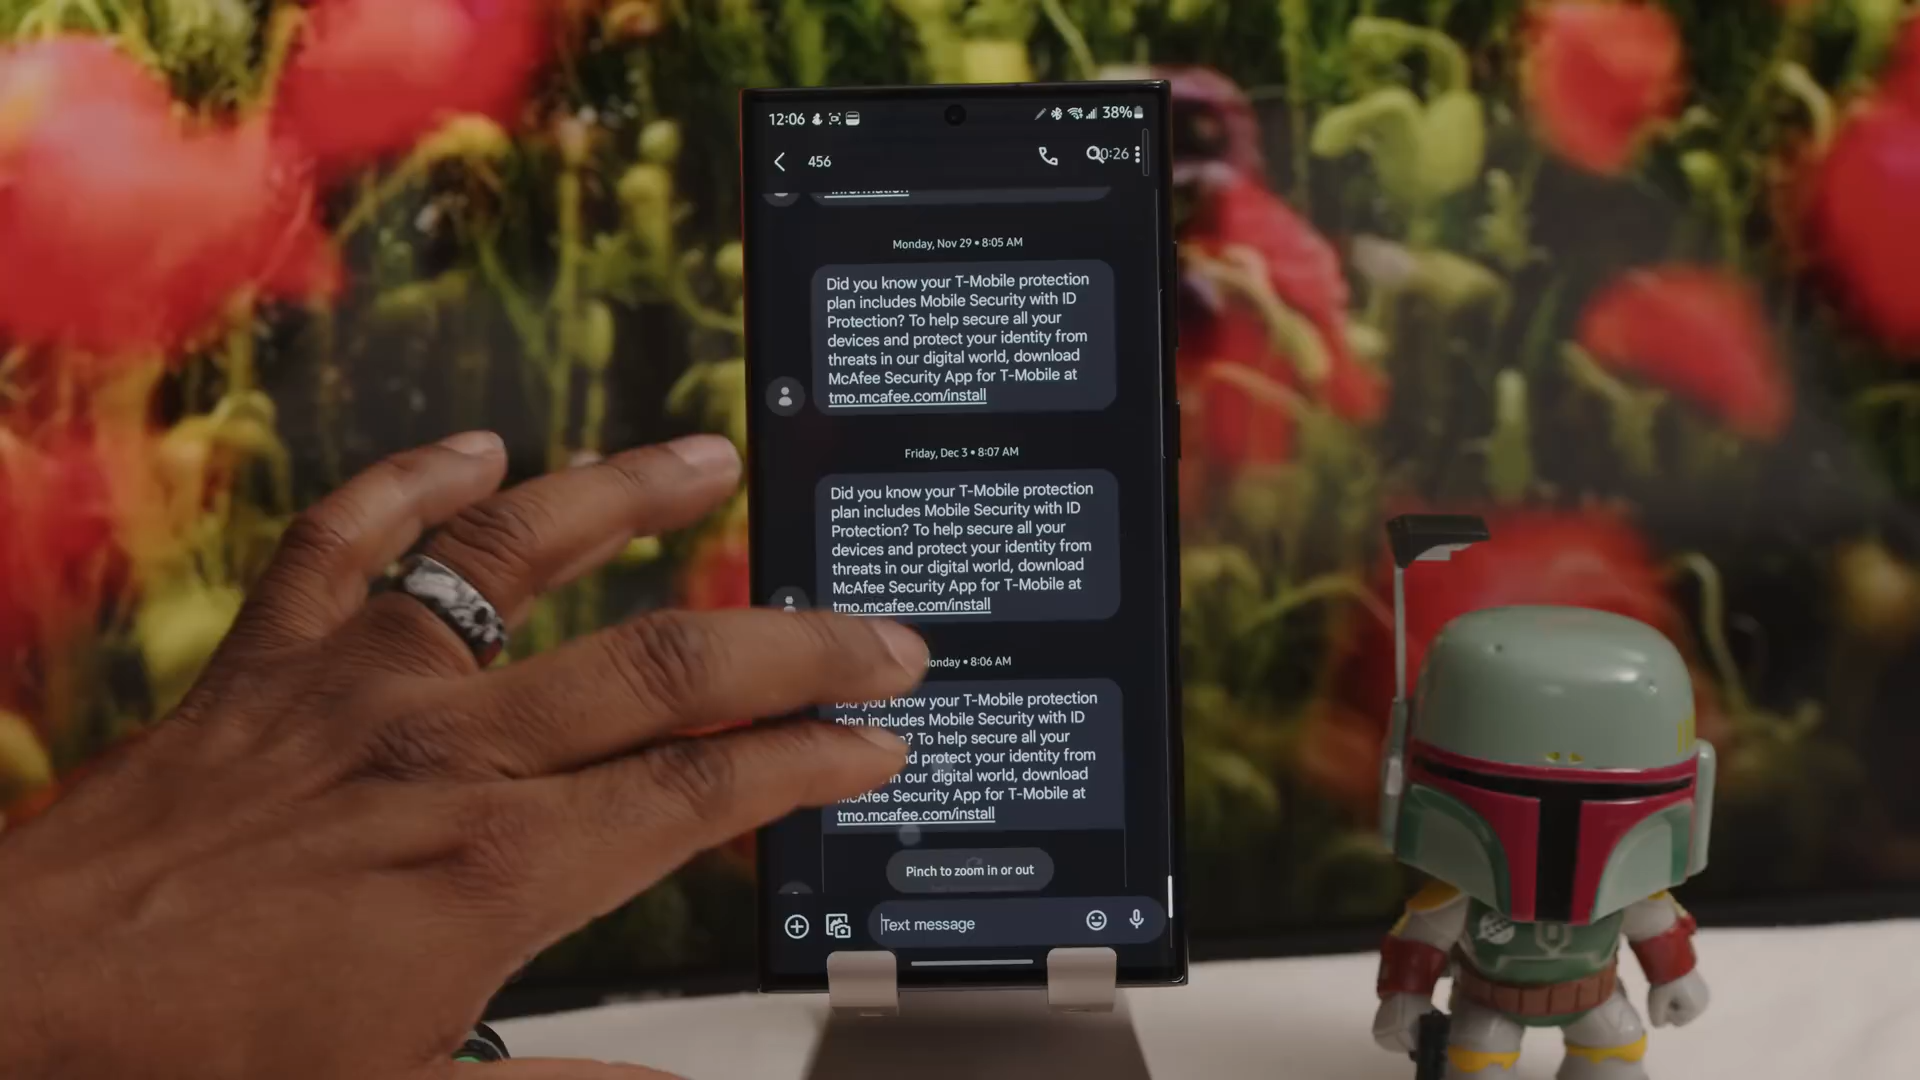 12:06
38%
456
0:26
information
Monday, Nov 29 • 8:05 AM
Did you know your T-Mobile protection
plan includes Mobile Security with ID
Protection? To help secure all your
devices and protect your identity from
threats in our digital world, download
McAfee Security App for T-Mobile at
tmo.mcafee.com/install
Friday, Dec 3 • 8:07 AM
Did you know your T-Mobile protection
plan includes Mobile Security with ID
Protection? To help secure all your
devices and protect your identity from
threats in our digital world, download
McAfee Security App for T-Mobile at
tmo.mcafee.com/install
Monday • 8:06 AM
Did you know your T-Mobile protection
plan includes Mobile Security with ID
? To help secure all your
nd protect your identity from
in our digital world, download
McAfee Security App for T-Mobile at
tmo.mcafee.com/install
Pinch to zoom in or out
Text message